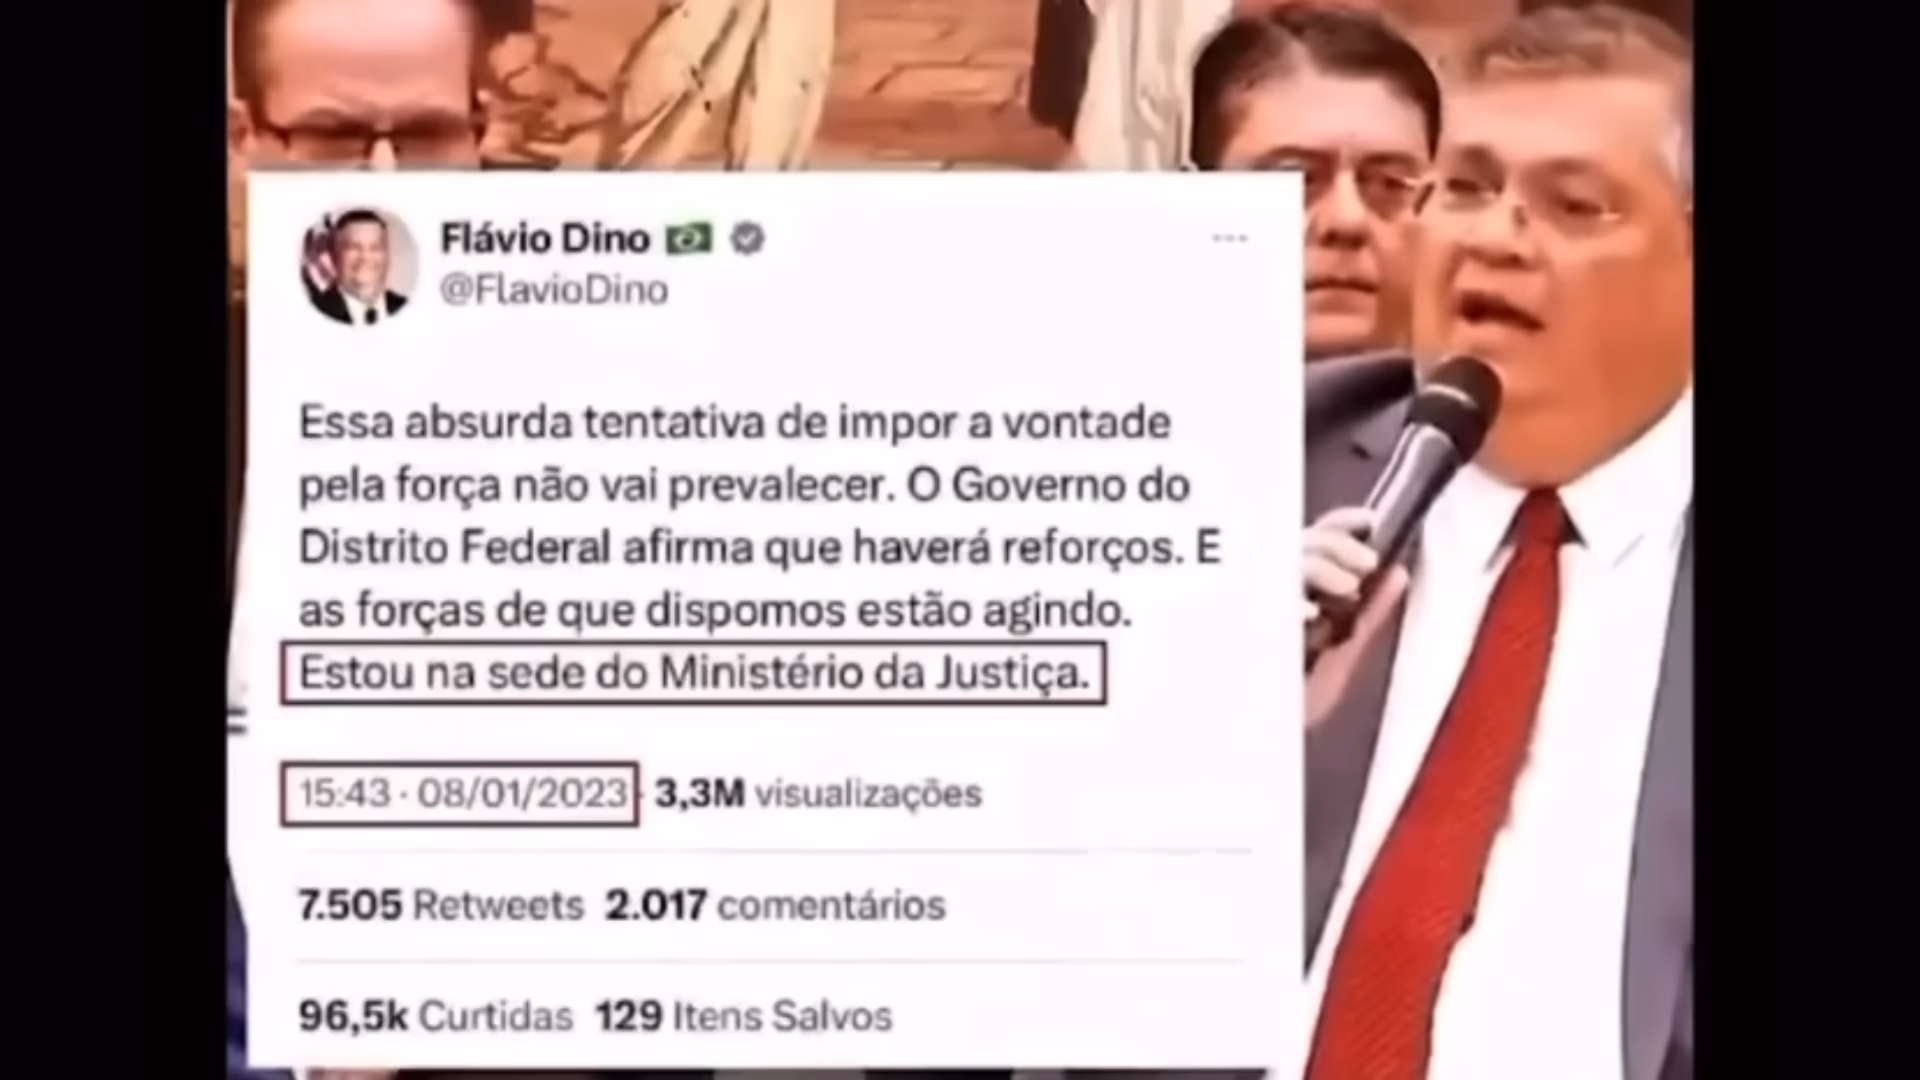 Flávio Dino
@FlavioDino
Essa absurda tentativa de impor a vontade
pela força não vai prevalecer. O Governo do
Distrito Federal afirma que haverá reforços. E
as forças de que dispomos estão agindo.
Estou na sede do Ministério da Justiça.
15:43 · 08/01/2023 · 3,3M visualizações
7.505 Retweets 2.017 comentários
96,5k Curtidas 129 Itens Salvos